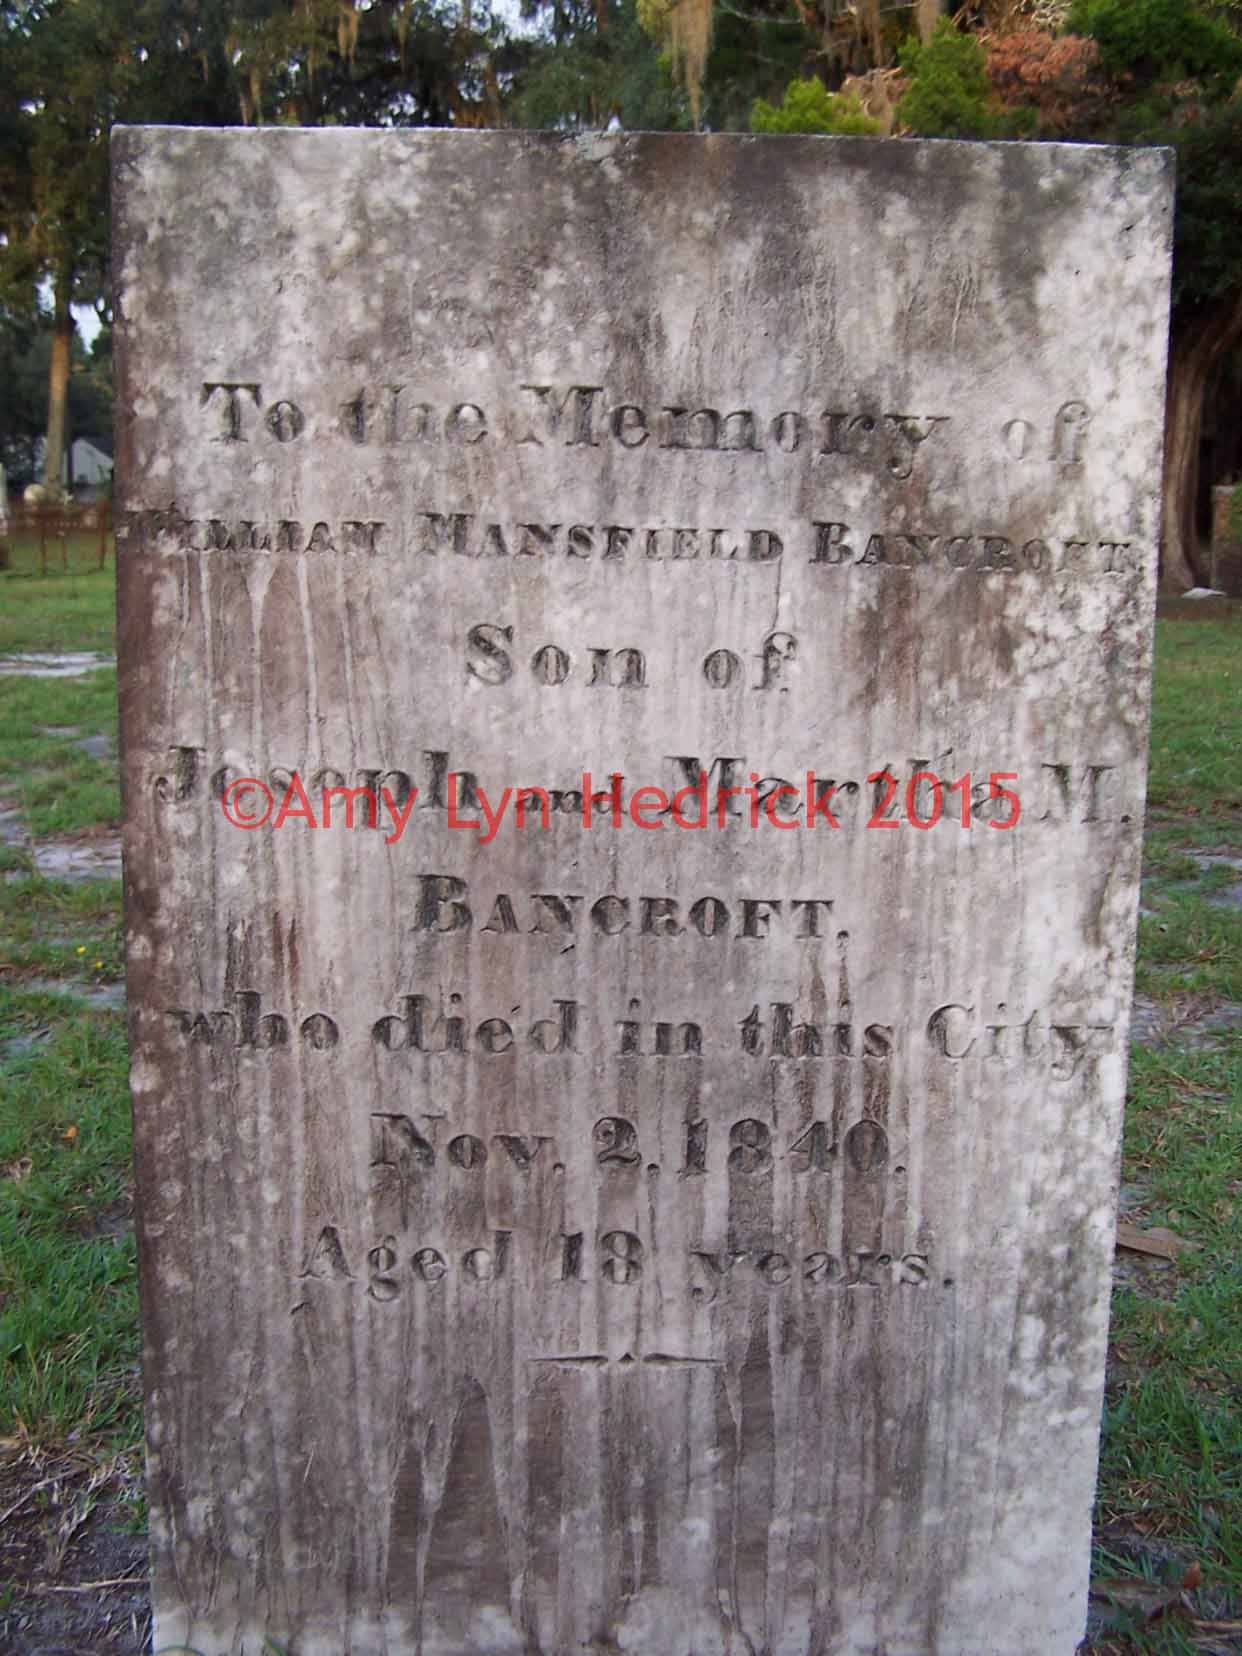 To the Memory of
WILLIAM MANSFIELD BANCROFT,
Son of
Joseph and Martha M.
©Amy Lyn Hedrick 2015
BANCROFT,
who died in this City
Nov. 2, 1840.
Aged 18 years.